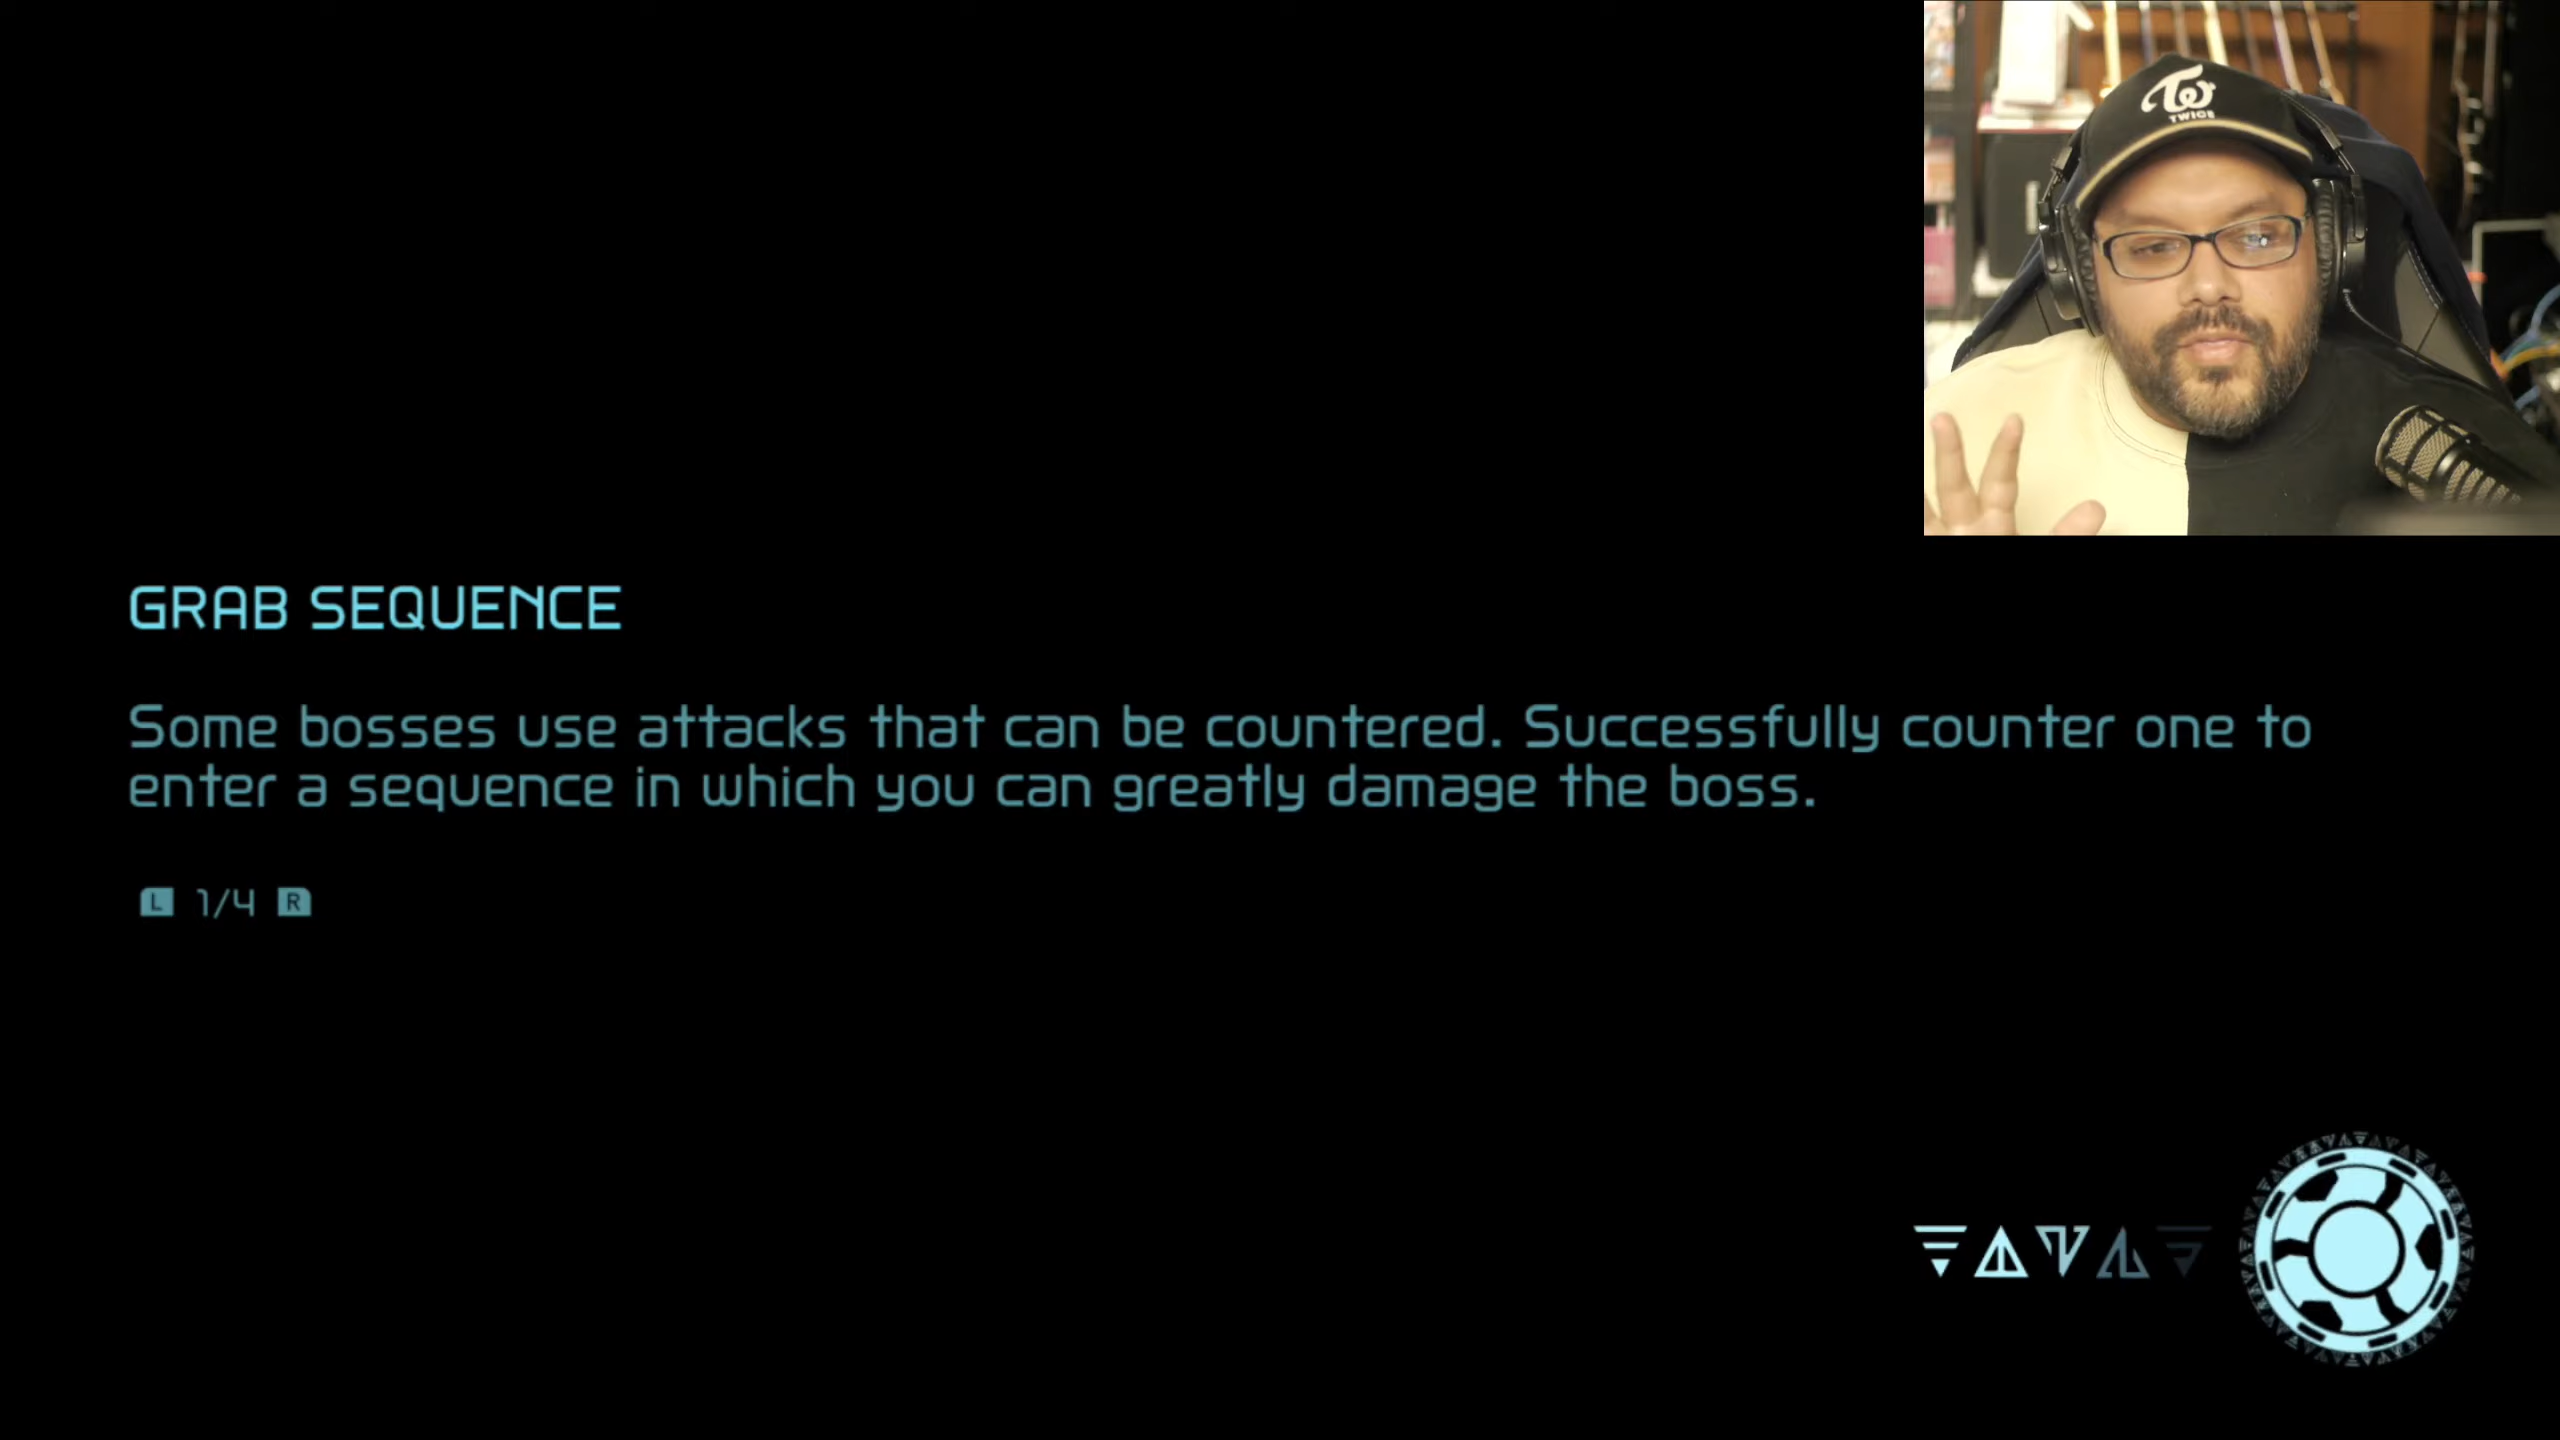 TWICE
GRAB SEQUENCE
Some bosses use attacks that can be countered. Successfully counter one to
enter a sequence in which you can greatly damage the boss.
L 1/4 R